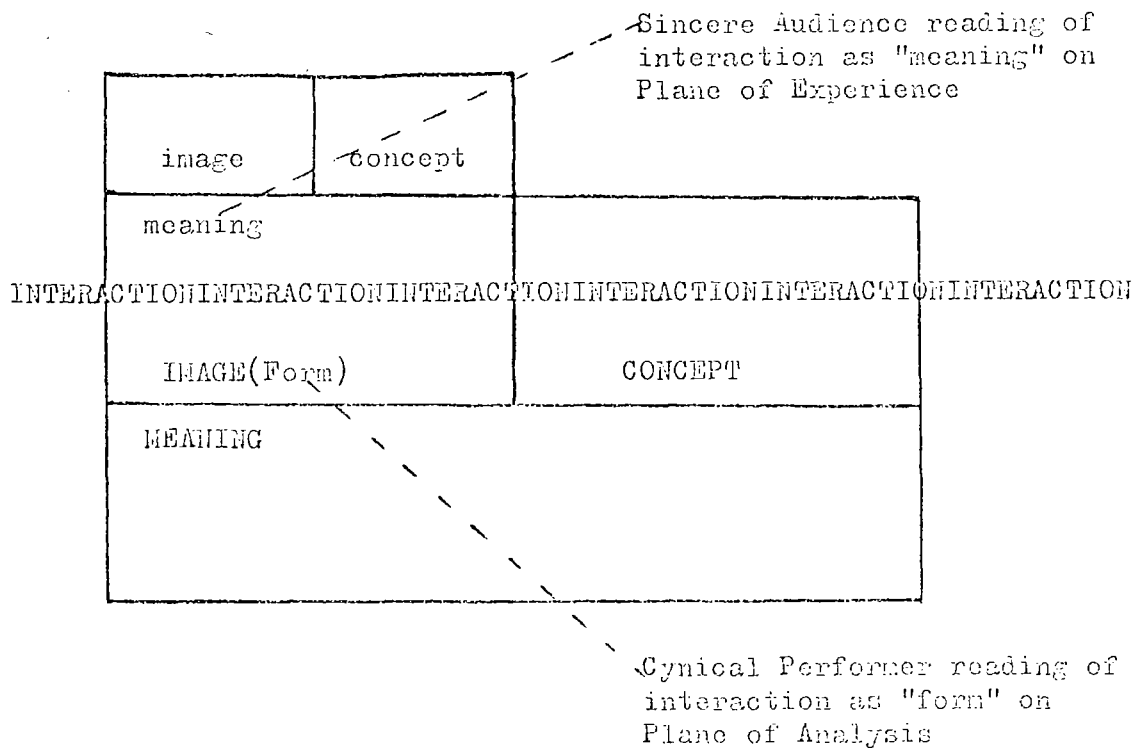 Sincere Audience reading of
interaction as "meaning" on
Plane of Experience
image concept
meaning
INTERACTIONINTERACTIONINTERACTIONINTERACTIONINTERACTIONINTERACTION
IMAGE(Form) CONCEPT
MEANING
Cynical Performer reading of
interaction as "form" on
Plane of Analysis